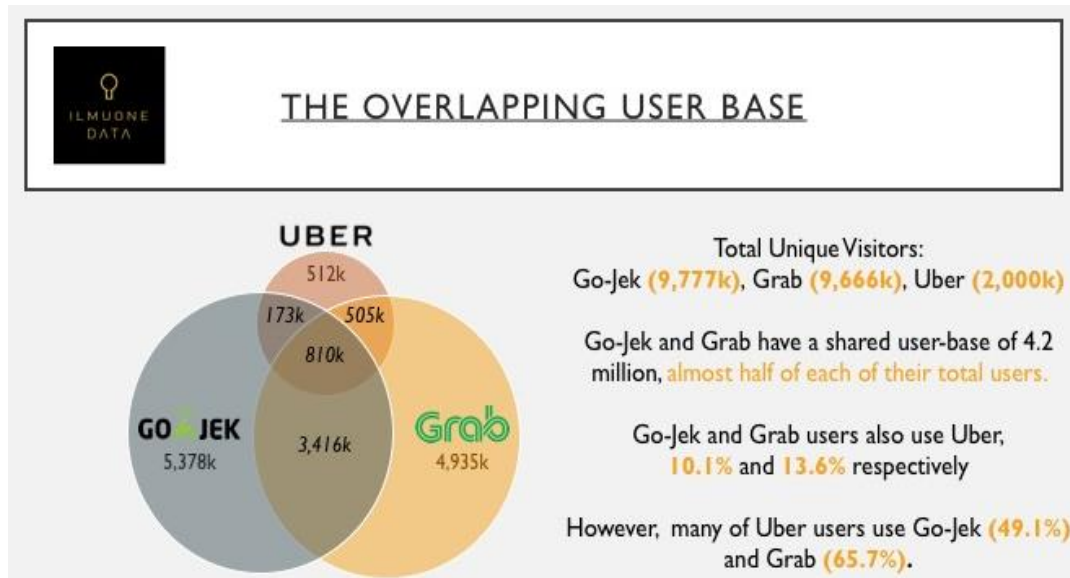 ILMUONE
DATA
THE OVERLAPPING USER BASE
UBER
512k
173k
505k
810k
GO JEK
5,378k
3,416k
Grab
4,935k
Total Unique Visitors:
Go-Jek (9,777k), Grab (9,666k), Uber (2,000k)
Go-Jek and Grab have a shared user-base of 4.2
million, almost half of each of their total users.
Go-Jek and Grab users also use Uber,
10.1% and 13.6% respectively
However, many of Uber users use Go-Jek (49.1%)
and Grab (65.7%).